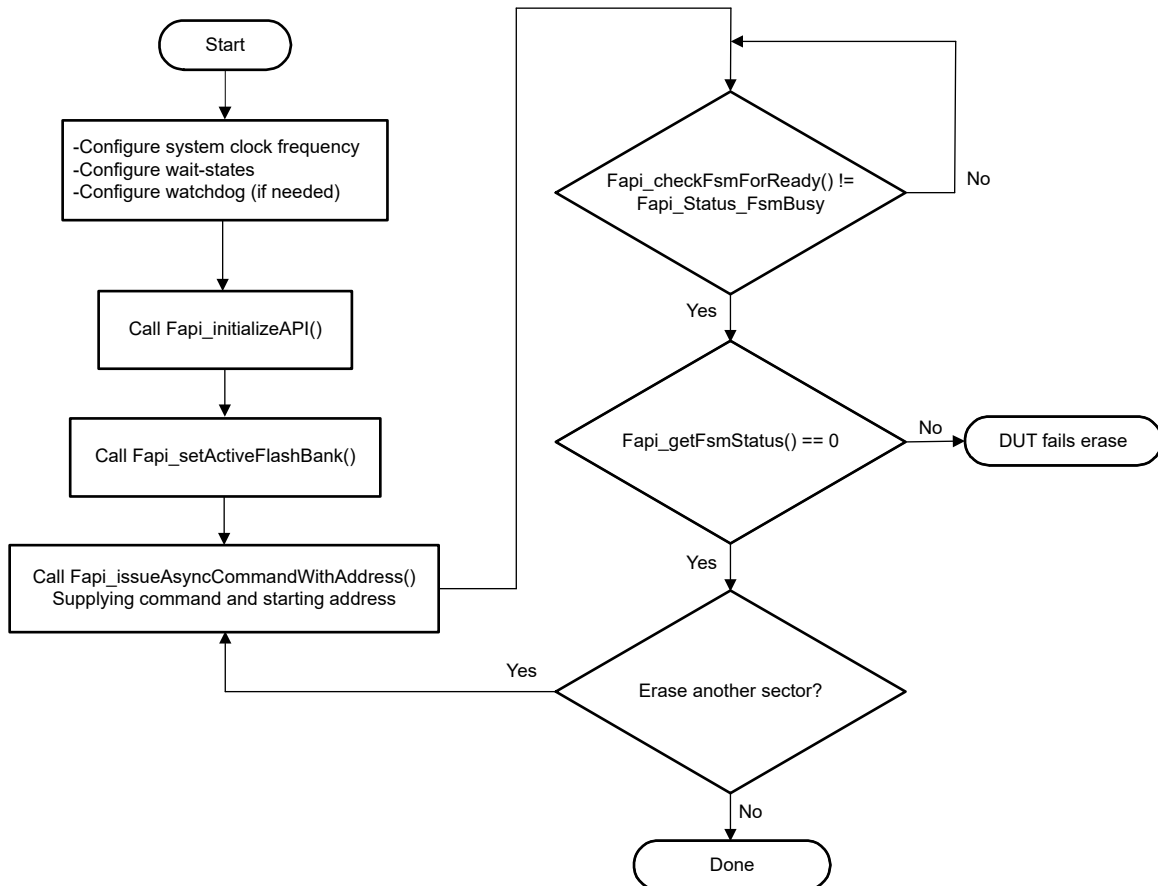 Start
-Configure system clock frequency
-Configure wait-states
-Configure watchdog (if needed)
Call Fapi_initializeAPI()
Call Fapi_setActiveFlashBank()
Call Fapi_issueAsyncCommandWithAddress()
Supplying command and starting address
Fapi_checkFsmForReady() !=
Fapi_Status_FsmBusy
No
Yes
Fapi_getFsmStatus() == 0
No
DUT fails erase
Yes
Erase another sector?
Yes
No
Done